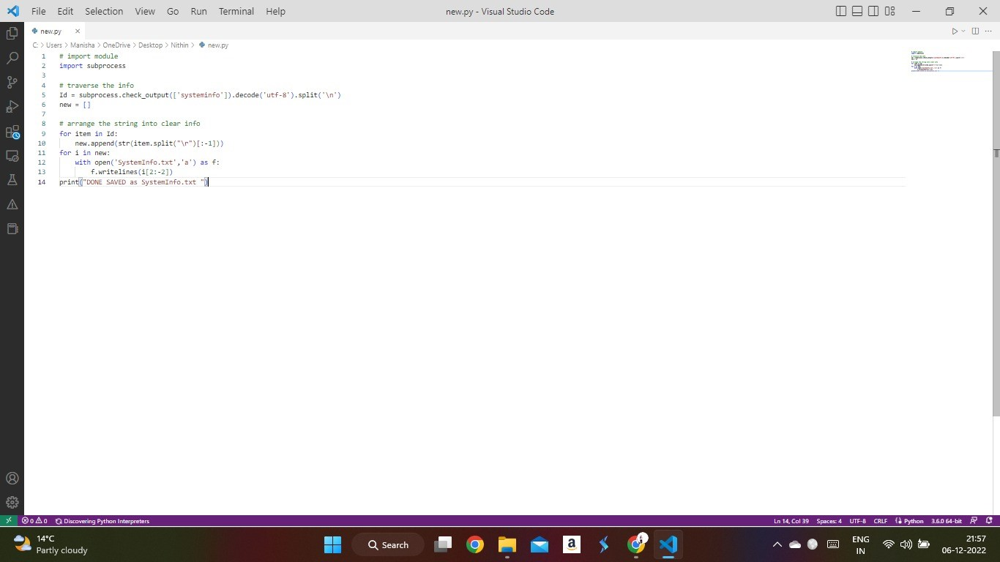 File Edit Selection View Go Run Terminal Help new.py - Visual Studio Code
new.py
C: > Users > Manisha > OneDrive > Desktop > Nithin > new.py
1 # import module
2 import subprocess
3
4 # traverse the info
5 Id = subprocess.check_output(['systeminfo']).decode('utf-8').split('\n')
6 new = []
7
8 # arrange the string into clear info
9 for item in Id:
10 new.append(str(item.split("\r")[:-1]))
11 for i in new:
12 with open('SystemInfo.txt','a') as f:
13 f.writelines(i[2:-2])
14 print("DONE SAVED as SystemInfo.txt ")
0 0 Discovering Python Interpreters Ln 14, Col 39 Spaces: 4 UTF-8 CRLF Python 3.6.0 64-bit
14°C
Partly cloudy
Search
a
ENG
IN
21:57
06-12-2022